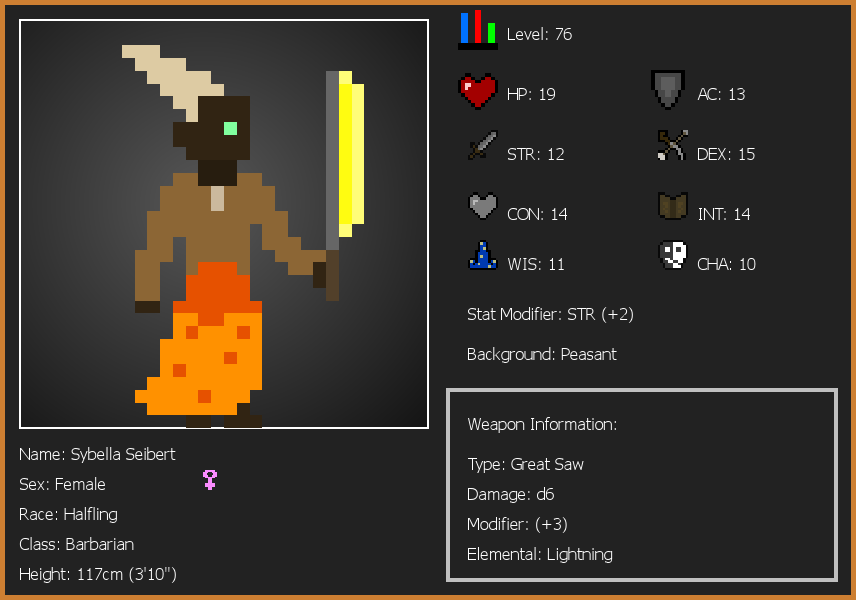 Level: 76
HP: 19
AC: 13
STR: 12
DEX: 15
CON: 14
INT: 14
WIS: 11
CHA: 10
Stat Modifier: STR (+2)
Background: Peasant
Weapon Information:
Type: Great Saw
Damage: d6
Modifier: (+3)
Elemental: Lightning
Name: Sybella Seibert
Sex: Female
Race: Halfling
Class: Barbarian
Height: 117cm (3'10")